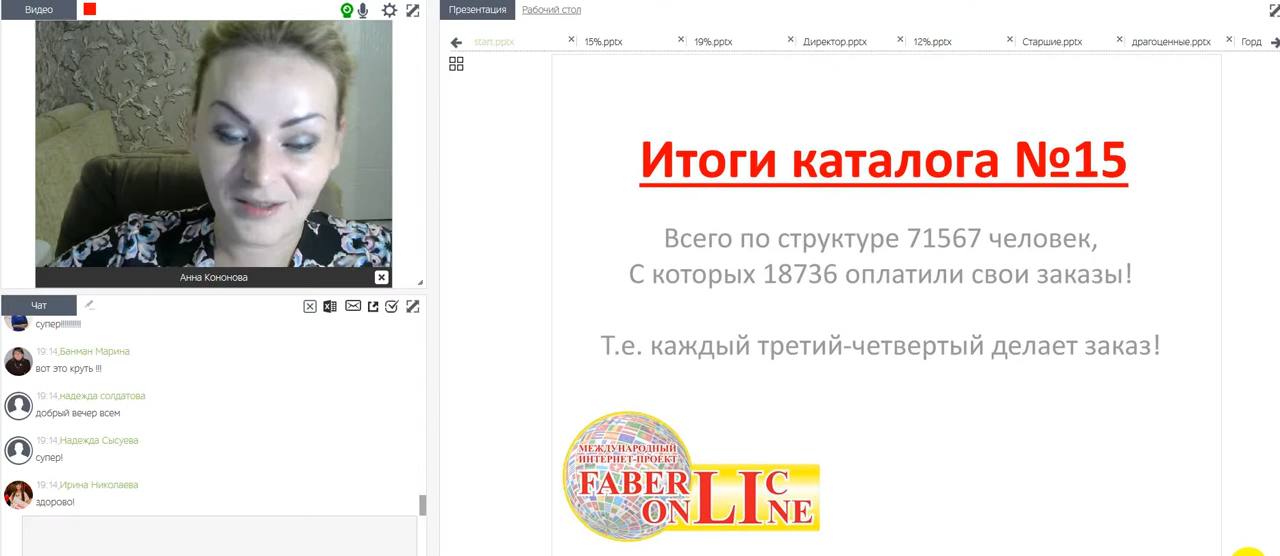 Видео
Анна Кононова
Чат
супер!!!!!!!!!!!
19:14,Банман Марина
вот это круть !!!
19:14,надежда солдатова
добрый вечер всем
19:14,Надежда Сысуева
супер!
19:14,Ирина Николаева
здорово!
Презентация Рабочий стол
start.pptx 15%.pptx 19%.pptx Директор.pptx 12%.pptx Старшие.pptx драгоценные.pptx Горд
Итоги каталога №15
Всего по структуре 71567 человек,
С которых 18736 оплатили свои заказы!
Т.е. каждый третий-четвертый делает заказ!
МЕЖДУНАРОДНЫЙ
ИНТЕРНЕТ-ПРОЕКТ
FABERLIC
ONLINE